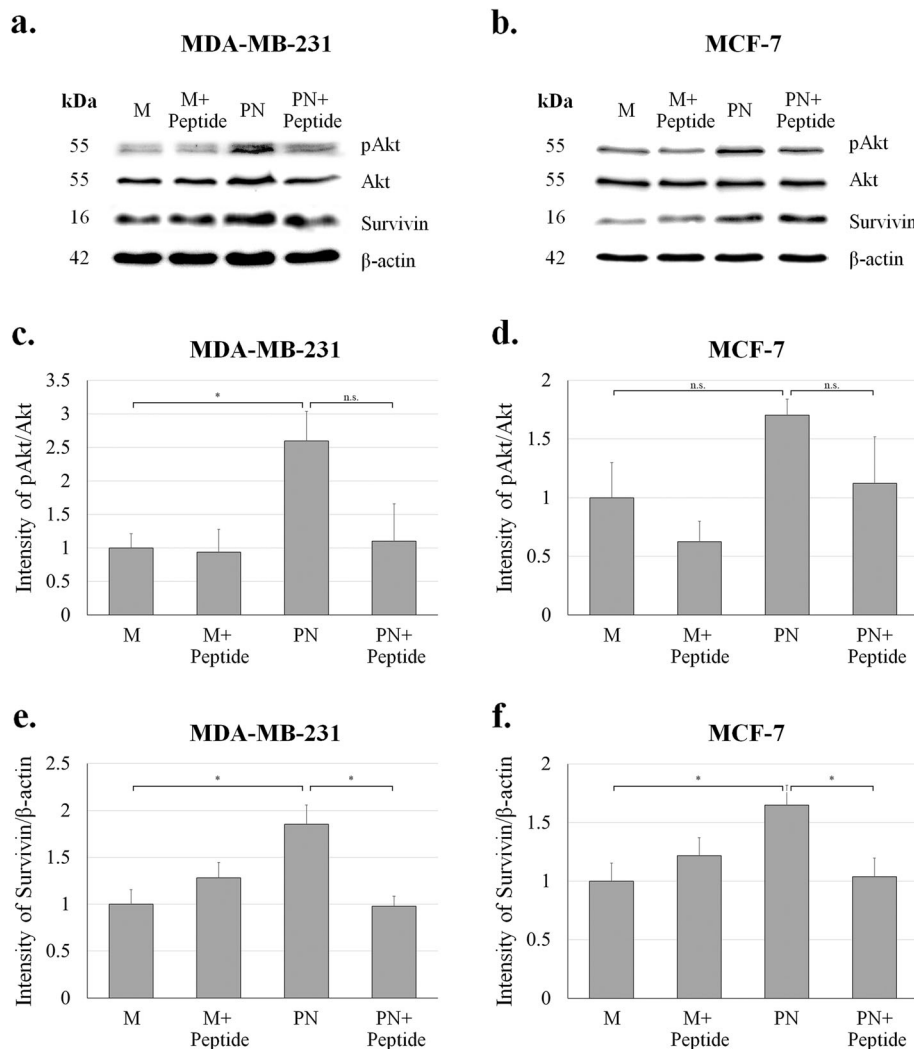 a.
MDA-MB-231
kDa
M
M+
Peptide
PN
PN+
Peptide
55
pAkt
55
Akt
16
Survivin
42
β-actin
b.
MCF-7
kDa
M
M+
Peptide
PN
PN+
Peptide
55
pAkt
55
Akt
16
Survivin
42
β-actin
c.
MDA-MB-231
Intensity of pAkt/Akt
3.5
3
2.5
2
1.5
1
0.5
0
*
n.s.
M
M+
Peptide
PN
PN+
Peptide
d.
MCF-7
Intensity of pAkt/Akt
2
1.5
1
0.5
0
n.s.
n.s.
M
M+
Peptide
PN
PN+
Peptide
e.
MDA-MB-231
Intensity of Survivin/β-actin
2.5
2
1.5
1
0.5
0
*
*
M
M+
Peptide
PN
PN+
Peptide
f.
MCF-7
Intensity of Survivin/β-actin
2
1.5
1
0.5
0
*
*
M
M+
Peptide
PN
PN+
Peptide